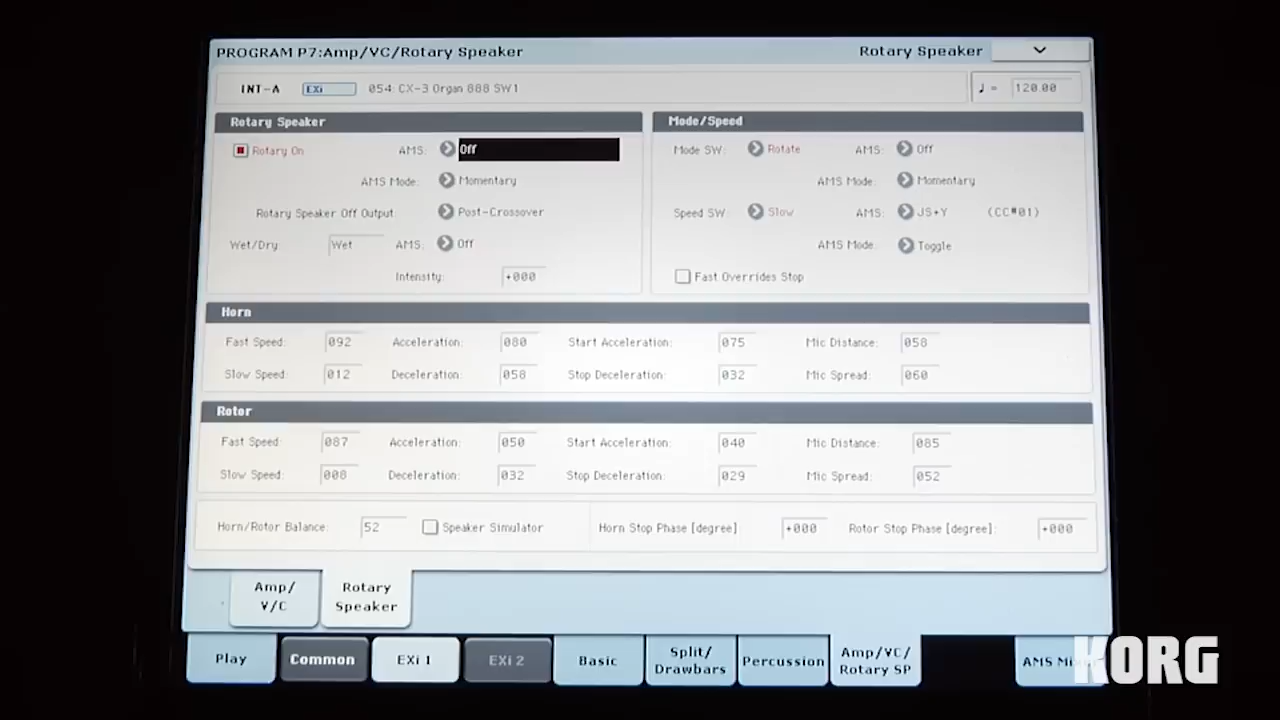 PROGRAM P7:Amp/VC/Rotary Speaker Rotary Speaker
INT-A EXi 054: CX-3 Organ 888 SW1 ♩ = 120.00
Rotary Speaker Mode/Speed
Rotary On AMS: Off Mode SW: Rotate AMS: Off
AMS Mode: Momentary AMS Mode: Momentary
Rotary Speaker Off Output: Post-Crossover Speed SW: Slow AMS: JS+Y (CC#01)
Wet/Dry: Wet AMS: Off AMS Mode: Toggle
Intensity: +000 Fast Overrides Stop
Horn
Fast Speed: 092 Acceleration: 080 Start Acceleration: 075 Mic Distance: 058
Slow Speed: 012 Deceleration: 058 Stop Deceleration: 032 Mic Spread: 060
Rotor
Fast Speed: 087 Acceleration: 050 Start Acceleration: 040 Mic Distance: 085
Slow Speed: 008 Deceleration: 032 Stop Deceleration: 029 Mic Spread: 052
Horn/Rotor Balance: 52 Speaker Simulator Horn Stop Phase [degree] +000 Rotor Stop Phase [degree]: +000
Amp/
V/C
Rotary
Speaker
Play Common EXi 1 EXi 2 Basic Split/
Drawbars Percussion Amp/VC/
Rotary SP AMS
KORG